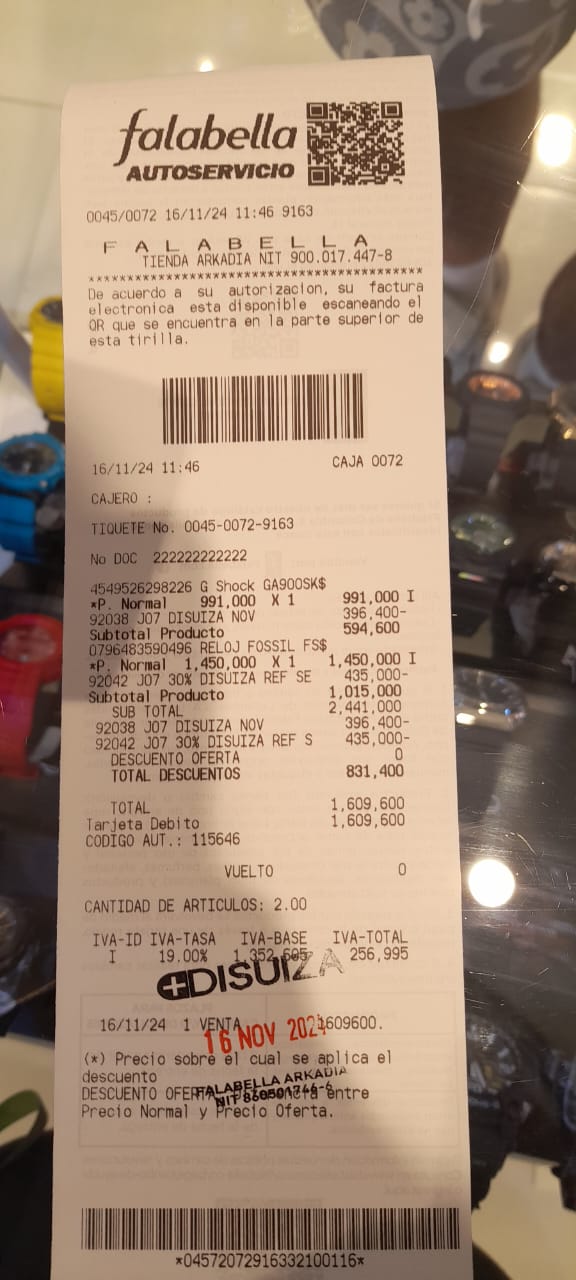 falabella
AUTOSERVICIO
0045/0072 16/11/24 11:46 9163
F A L A B E L L A
TIENDA ARKADIA NIT 900.017.447-8
******************************************
De acuerdo a su autorizacion, su factura
electronica esta disponible escaneando el
QR que se encuentra en la parte superior de
esta tirilla.
16/11/24 11:46 CAJA 0072
CAJERO :
TIQUETE No. 0045-0072-9163
No DOC 222222222222
4549526298226 G Shock GA900SK$
*P. Normal 991,000 X 1 991,000 I
92038 J07 DISUIZA NOV 396,400-
Subtotal Producto 594,600
0796483590496 RELOJ FOSSIL FS$
*P. Normal 1,450,000 X 1 1,450,000 I
92042 J07 30% DISUIZA REF SE 435,000-
Subtotal Producto 1,015,000
SUB TOTAL 2,441,000
92038 J07 DISUIZA NOV 396,400-
92042 J07 30% DISUIZA REF S 435,000-
DESCUENTO OFERTA 0
TOTAL DESCUENTOS 831,400
TOTAL 1,609,600
Tarjeta Debito 1,609,600
CODIGO AUT.: 115646
VUELTO 0
CANTIDAD DE ARTICULOS: 2.00
IVA-ID IVA-TASA IVA-BASE IVA-TOTAL
I 19.00% 1,352,605 256,995
DISUIZA
16/11/24 1 VENTA 1609600.
16 NOV 2024
(*) Precio sobre el cual se aplica el
descuento
FALABELLA ARKADIA
DESCUENTO OFERTA entre
NIT 860501746-6
Precio Normal y Precio Oferta.
*04572072916332100116*